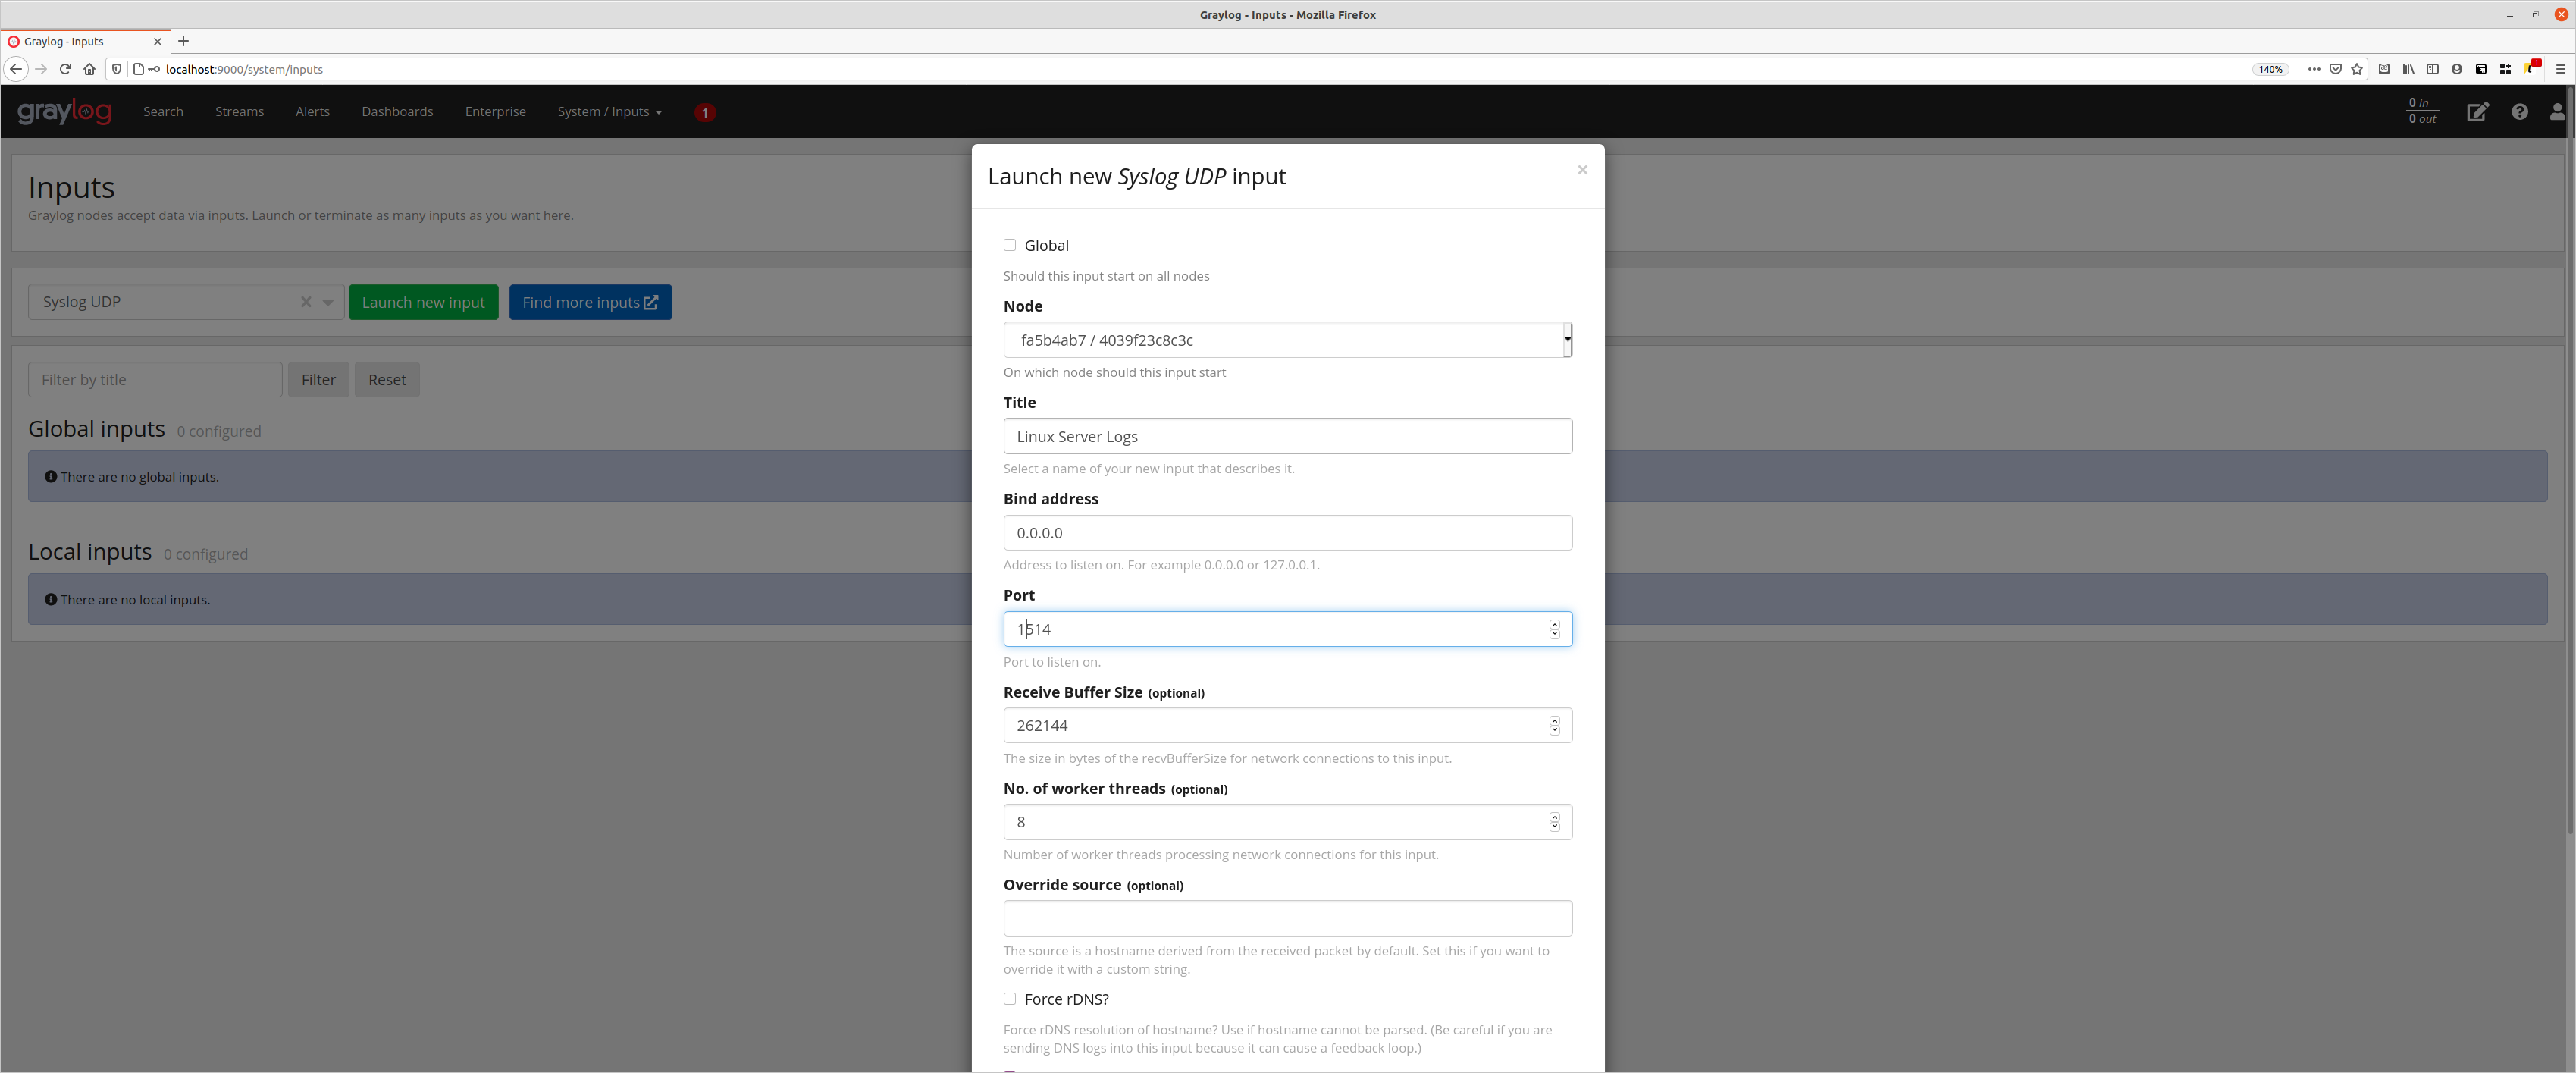 Graylog - Inputs - Mozilla Firefox
Graylog - Inputs
localhost:9000/system/inputs
140%
1
graylog
Search
Streams
Alerts
Dashboards
Enterprise
System / Inputs
1
0 in
0 out
Inputs
Graylog nodes accept data via inputs. Launch or terminate as many inputs as you want here.
Syslog UDP
Launch new input
Find more inputs
Filter by title
Filter
Reset
Global inputs 0 configured
There are no global inputs.
Local inputs 0 configured
There are no local inputs.
Launch new Syslog UDP input
×
Global
Should this input start on all nodes
Node
fa5b4ab7 / 4039f23c8c3c
On which node should this input start
Title
Linux Server Logs
Select a name of your new input that describes it.
Bind address
0.0.0.0
Address to listen on. For example 0.0.0.0 or 127.0.0.1.
Port
1514
Port to listen on.
Receive Buffer Size (optional)
262144
The size in bytes of the recvBufferSize for network connections to this input.
No. of worker threads (optional)
8
Number of worker threads processing network connections for this input.
Override source (optional)
The source is a hostname derived from the received packet by default. Set this if you want to
override it with a custom string.
Force rDNS?
Force rDNS resolution of hostname? Use if hostname cannot be parsed. (Be careful if you are
sending DNS logs into this input because it can cause a feedback loop.)